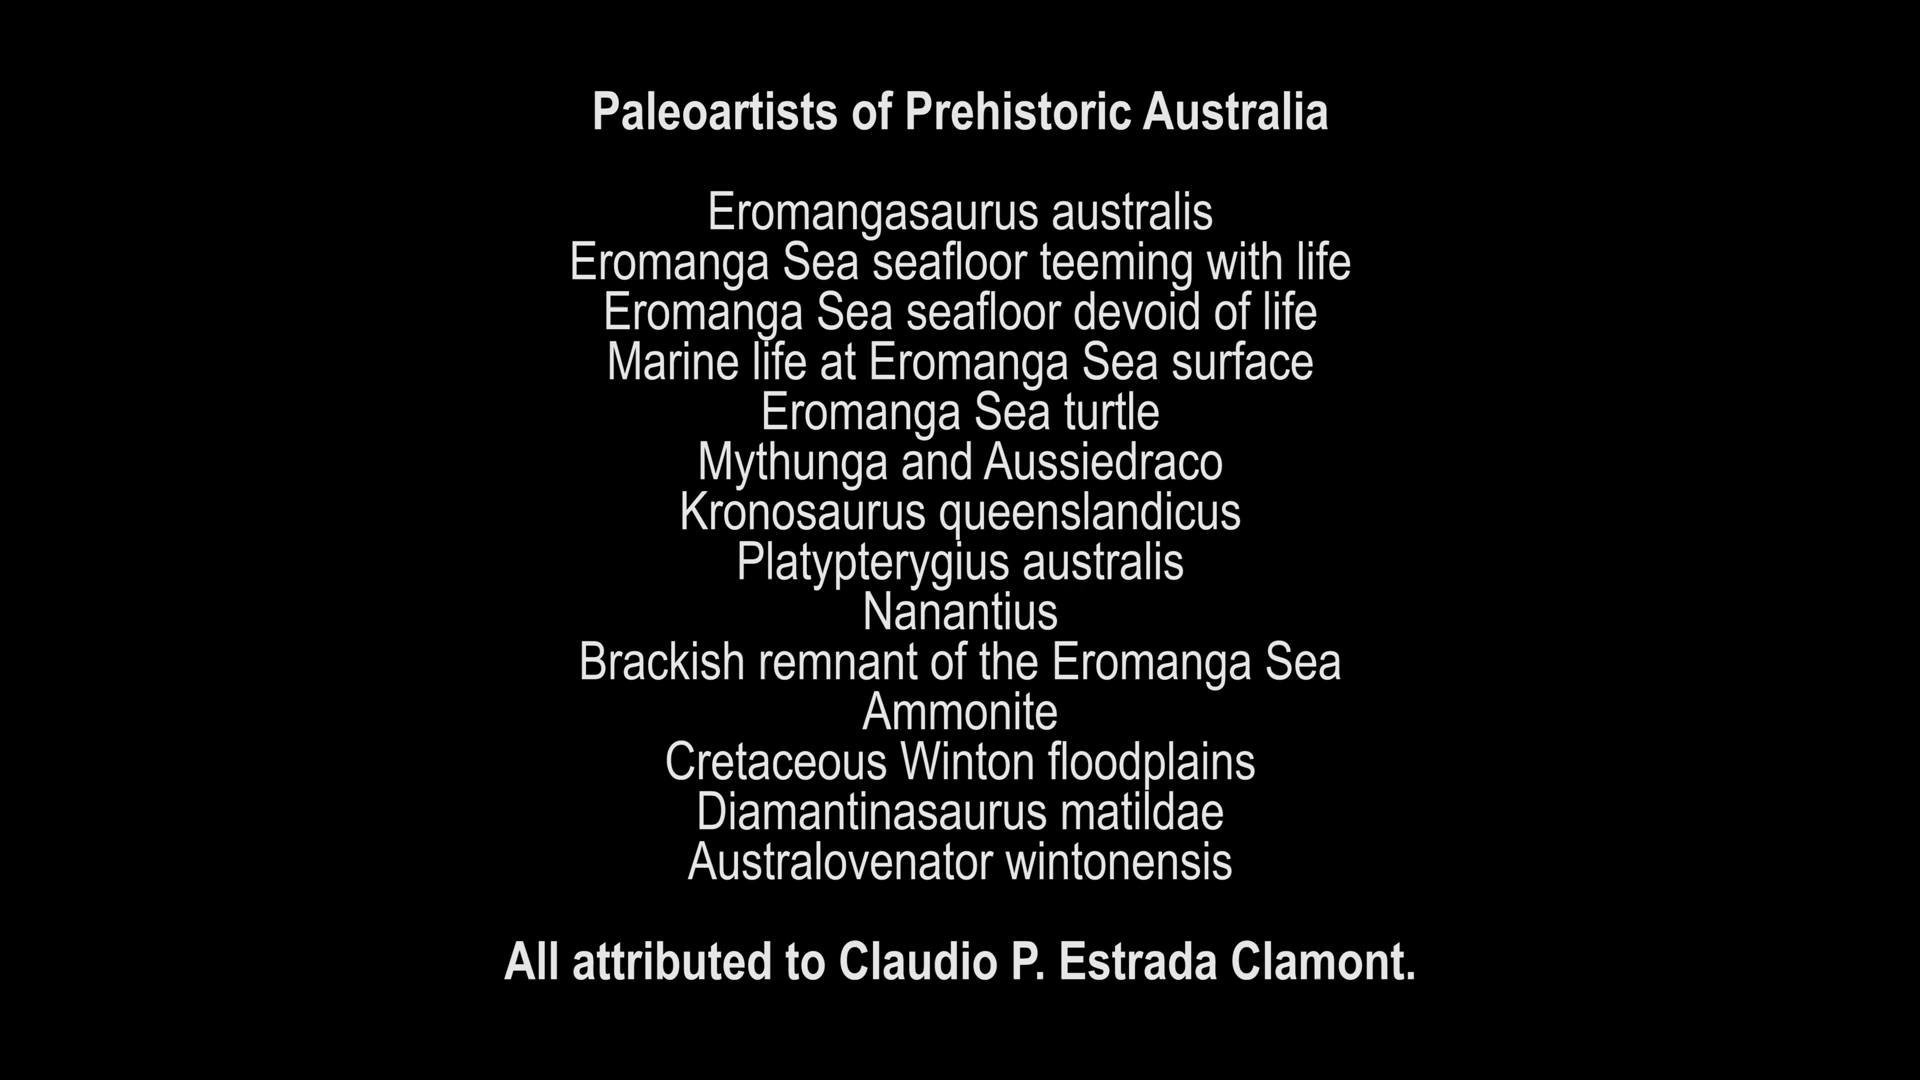 Paleoartists of Prehistoric Australia
Eromangasaurus australis
Eromanga Sea seafloor teeming with life
Eromanga Sea seafloor devoid of life
Marine life at Eromanga Sea surface
Eromanga Sea turtle
Mythunga and Aussiedraco
Kronosaurus queenslandicus
Platypterygius australis
Nanantius
Brackish remnant of the Eromanga Sea
Ammonite
Cretaceous Winton floodplains
Diamantinasaurus matildae
Australovenator wintonensis
All attributed to Claudio P. Estrada Clamont.